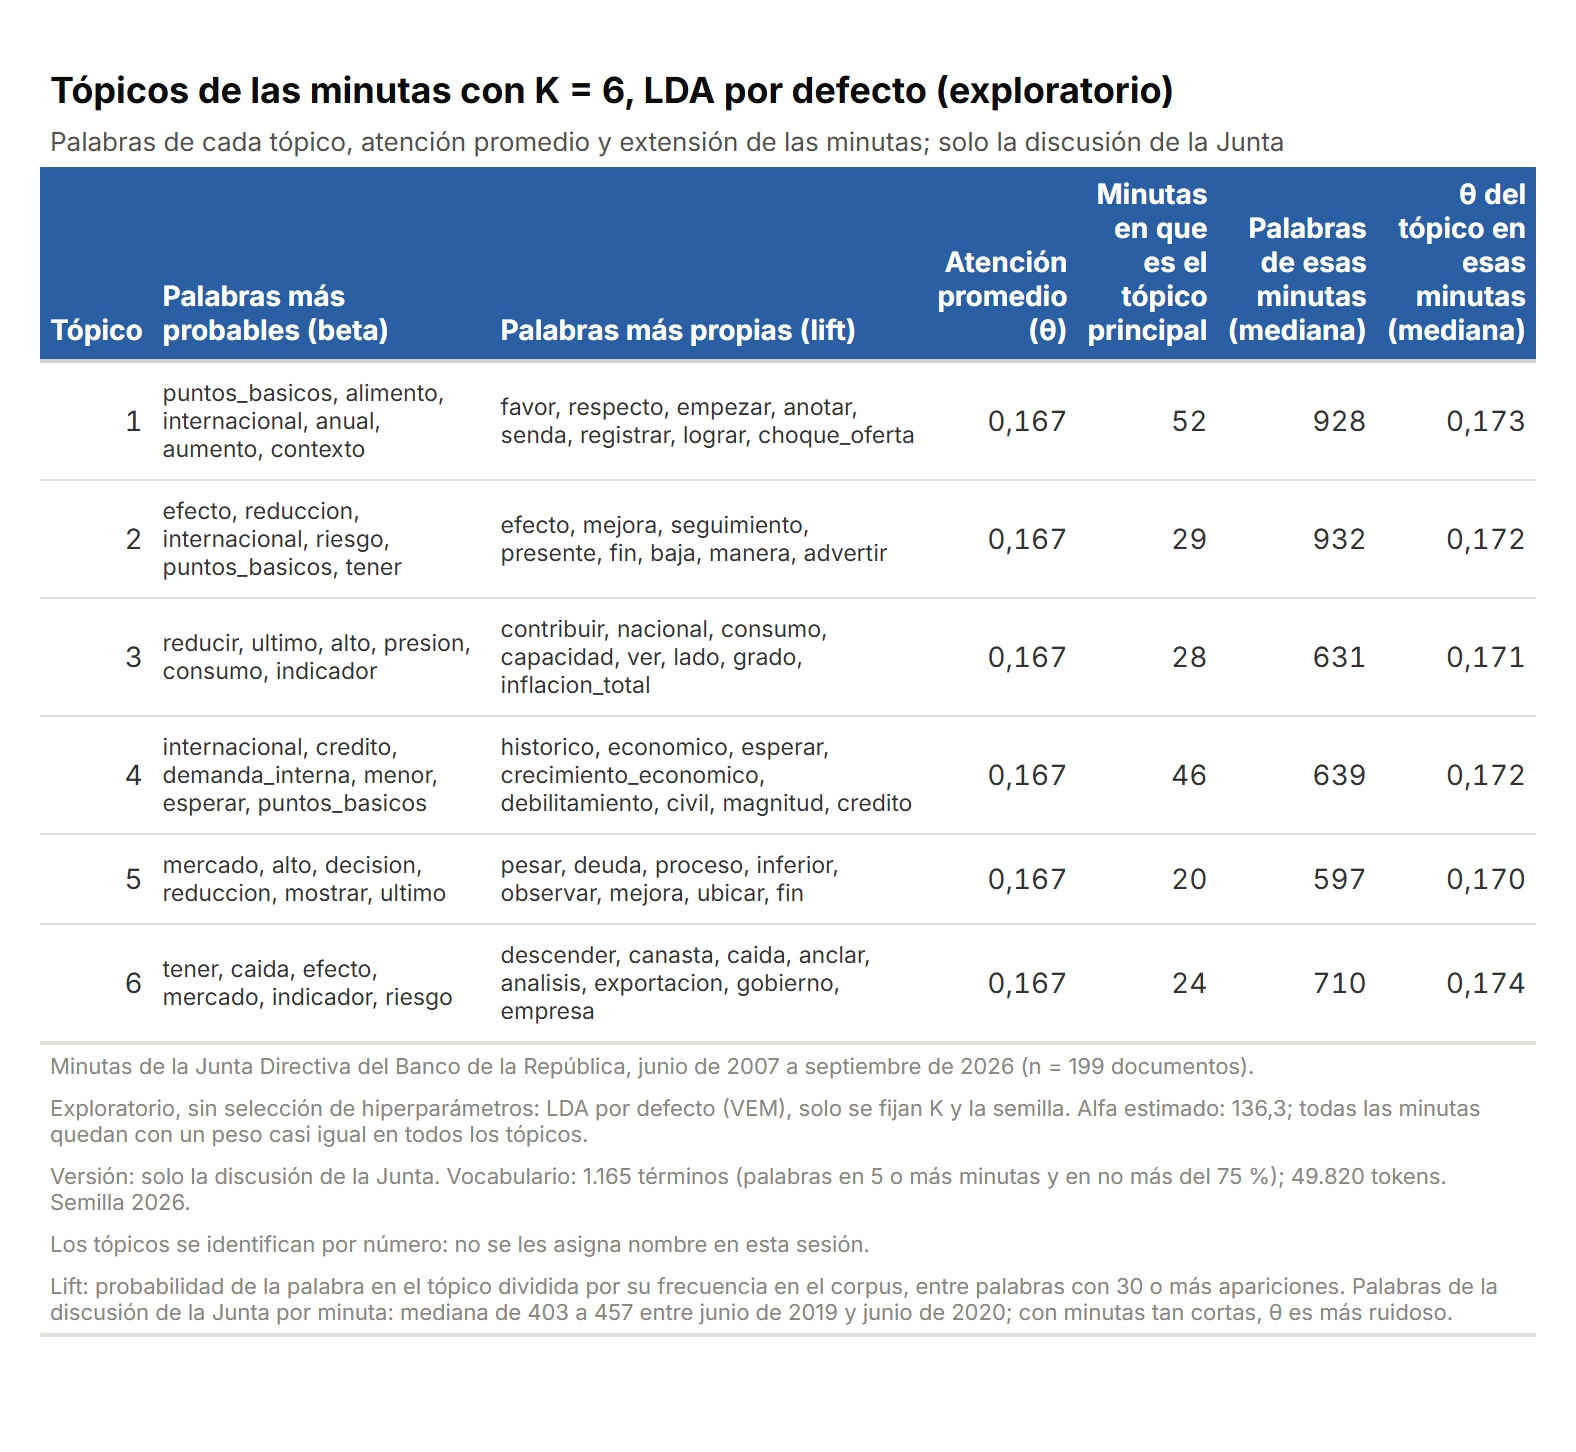 Tópicos de las minutas con K = 6, LDA por defecto (exploratorio)
Palabras de cada tópico, atención promedio y extensión de las minutas; solo la discusión de la Junta
Tópico
Palabras más
probables (beta)
Palabras más propias (lift)
Atención
promedio
(θ)
Minutas
en que
es el
tópico
principal
Palabras
de esas
minutas
(mediana)
θ del
tópico en
esas
minutas
(mediana)
1
puntos_basicos, alimento,
internacional, anual,
aumento, contexto
favor, respecto, empezar, anotar,
senda, registrar, lograr, choque_oferta
0,167
52
928
0,173
2
efecto, reduccion,
internacional, riesgo,
puntos_basicos, tener
efecto, mejora, seguimiento,
presente, fin, baja, manera, advertir
0,167
29
932
0,172
3
reducir, ultimo, alto, presion,
consumo, indicador
contribuir, nacional, consumo,
capacidad, ver, lado, grado,
inflacion_total
0,167
28
631
0,171
4
internacional, credito,
demanda_interna, menor,
esperar, puntos_basicos
historico, economico, esperar,
crecimiento_economico,
debilitamiento, civil, magnitud, credito
0,167
46
639
0,172
5
mercado, alto, decision,
reduccion, mostrar, ultimo
pesar, deuda, proceso, inferior,
observar, mejora, ubicar, fin
0,167
20
597
0,170
6
tener, caida, efecto,
mercado, indicador, riesgo
descender, canasta, caida, anclar,
analisis, exportacion, gobierno,
empresa
0,167
24
710
0,174
Minutas de la Junta Directiva del Banco de la República, junio de 2007 a septiembre de 2026 (n = 199 documentos).
Exploratorio, sin selección de hiperparámetros: LDA por defecto (VEM), solo se fijan K y la semilla. Alfa estimado: 136,3; todas las minutas
quedan con un peso casi igual en todos los tópicos.
Versión: solo la discusión de la Junta. Vocabulario: 1.165 términos (palabras en 5 o más minutas y en no más del 75 %); 49.820 tokens.
Semilla 2026.
Los tópicos se identifican por número: no se les asigna nombre en esta sesión.
Lift: probabilidad de la palabra en el tópico dividida por su frecuencia en el corpus, entre palabras con 30 o más apariciones. Palabras de la
discusión de la Junta por minuta: mediana de 403 a 457 entre junio de 2019 y junio de 2020; con minutas tan cortas, θ es más ruidoso.